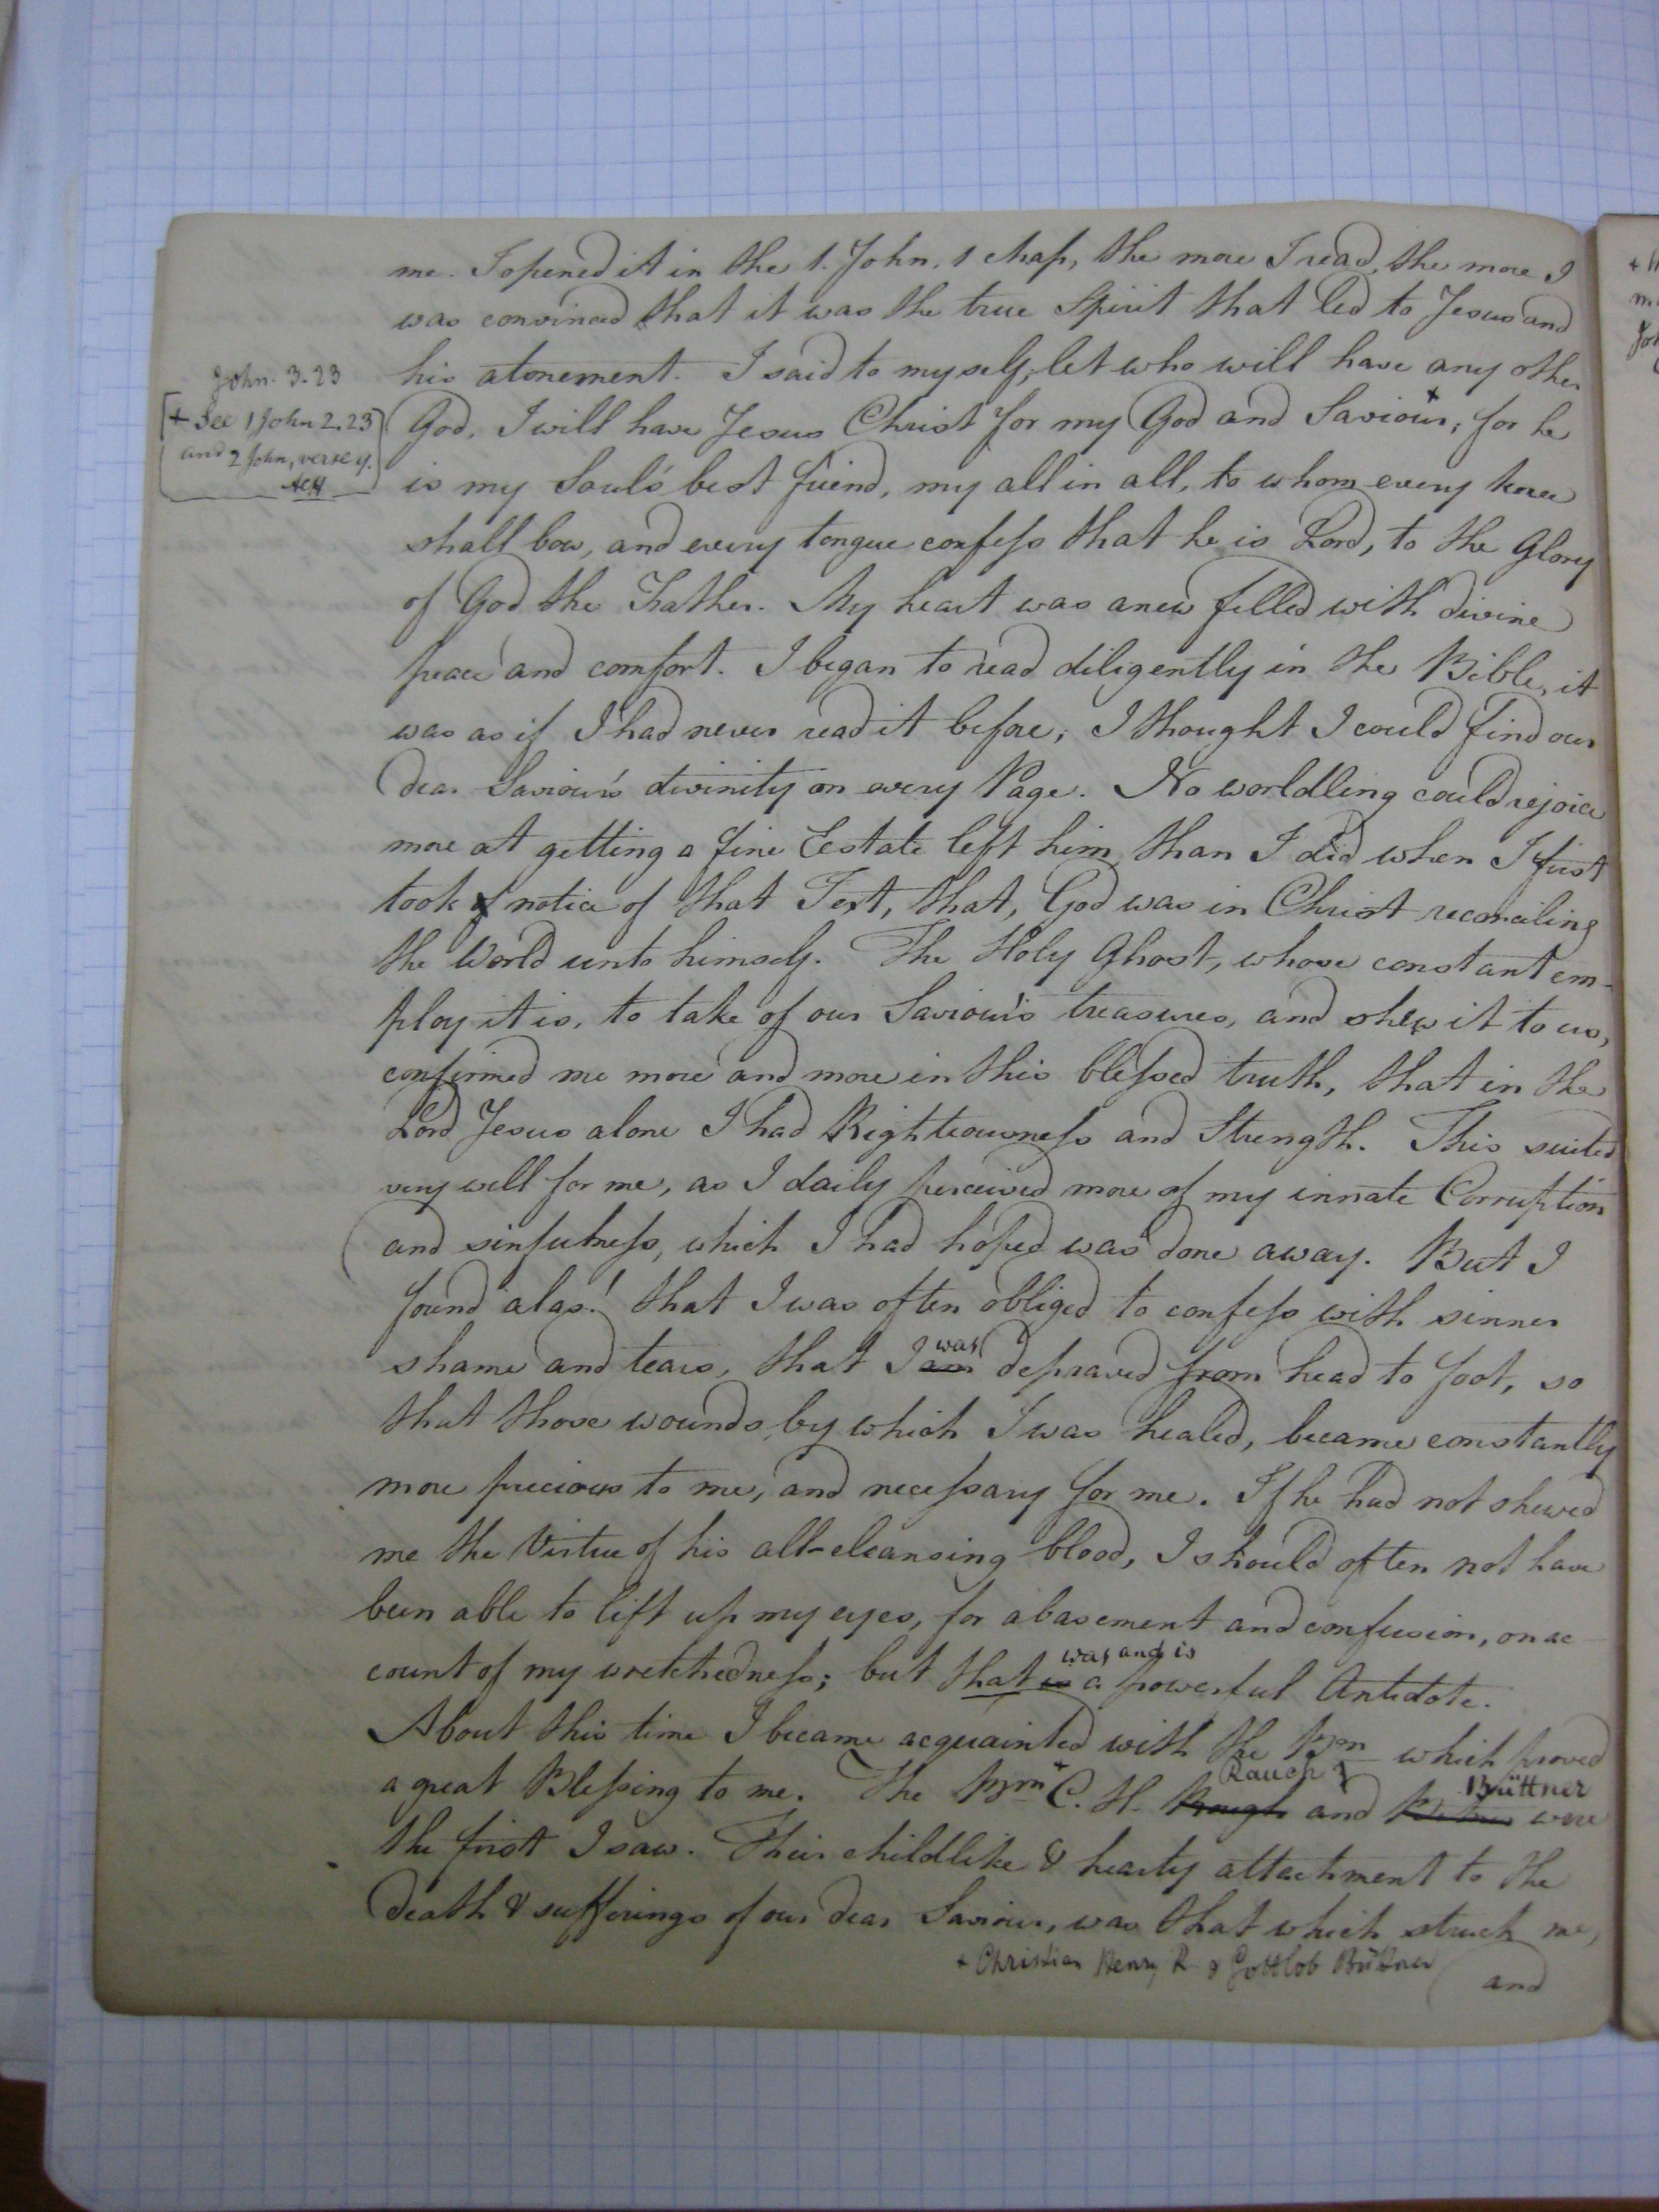 me. I opened it in the 1. John. 1 chap, the more I read, the more I
was convinced that it was the true Spirit that led to Jesus and
his atonement. I said to myself, let who will have any other
John. 3.23
+ See 1 John 2.23
and 2 John, verse 9.
ACH
God, I will have Jesus Christ for my God and Saviour+, for he
is my Soul's best friend, my all in all, to whom every knee
shall bow, and every tongue confess that he is Lord, to the Glory
of God the Father. My heart was anew filled with divine
peace and comfort. I began to read diligently in the Bible, it
was as if I had never read it before; I thought I could find our
dear Saviour's divinity on every Page. No worldling could rejoice
more at getting a fine Estate left him, than I did when I first
took notice of that Text, that, God was in Christ reconciling
the World unto himself. The Holy Ghost, whose constant em-
ploy it is, to take of our Saviour's treasures, and shew it to us,
confirmed me more and more in this blessed truth, that in the
Lord Jesus alone I had Righteousness and Strength. This suited
very well for me, as I daily perceived more of my innate Corruption
and sinfulness, which I had hoped was done away. But I
found alas! that I was often obliged to confess with sinner
shame and tears, that I am was depraved from head to foot, so
that those wounds by which I was healed, became constantly
more precious to me, and necessary for me. If he had not shewed
me the Virtue of his all-cleansing blood, I should often not have
been able to lift up my eyes, for abasement and confusion, on ac
count of my wretchedness; but that is was and is a powerful Antidote.
About this time I became acquainted with the Brn which proved
a great Blessing to me. The Brn+ C. H. Rough Rauch and Büttner were
the first I saw. Their childlike & hearty attachment to the
death & sufferings of our dear Saviour, was that which struck me,
+ Christian Henry R. & Gottlob Büttner
and